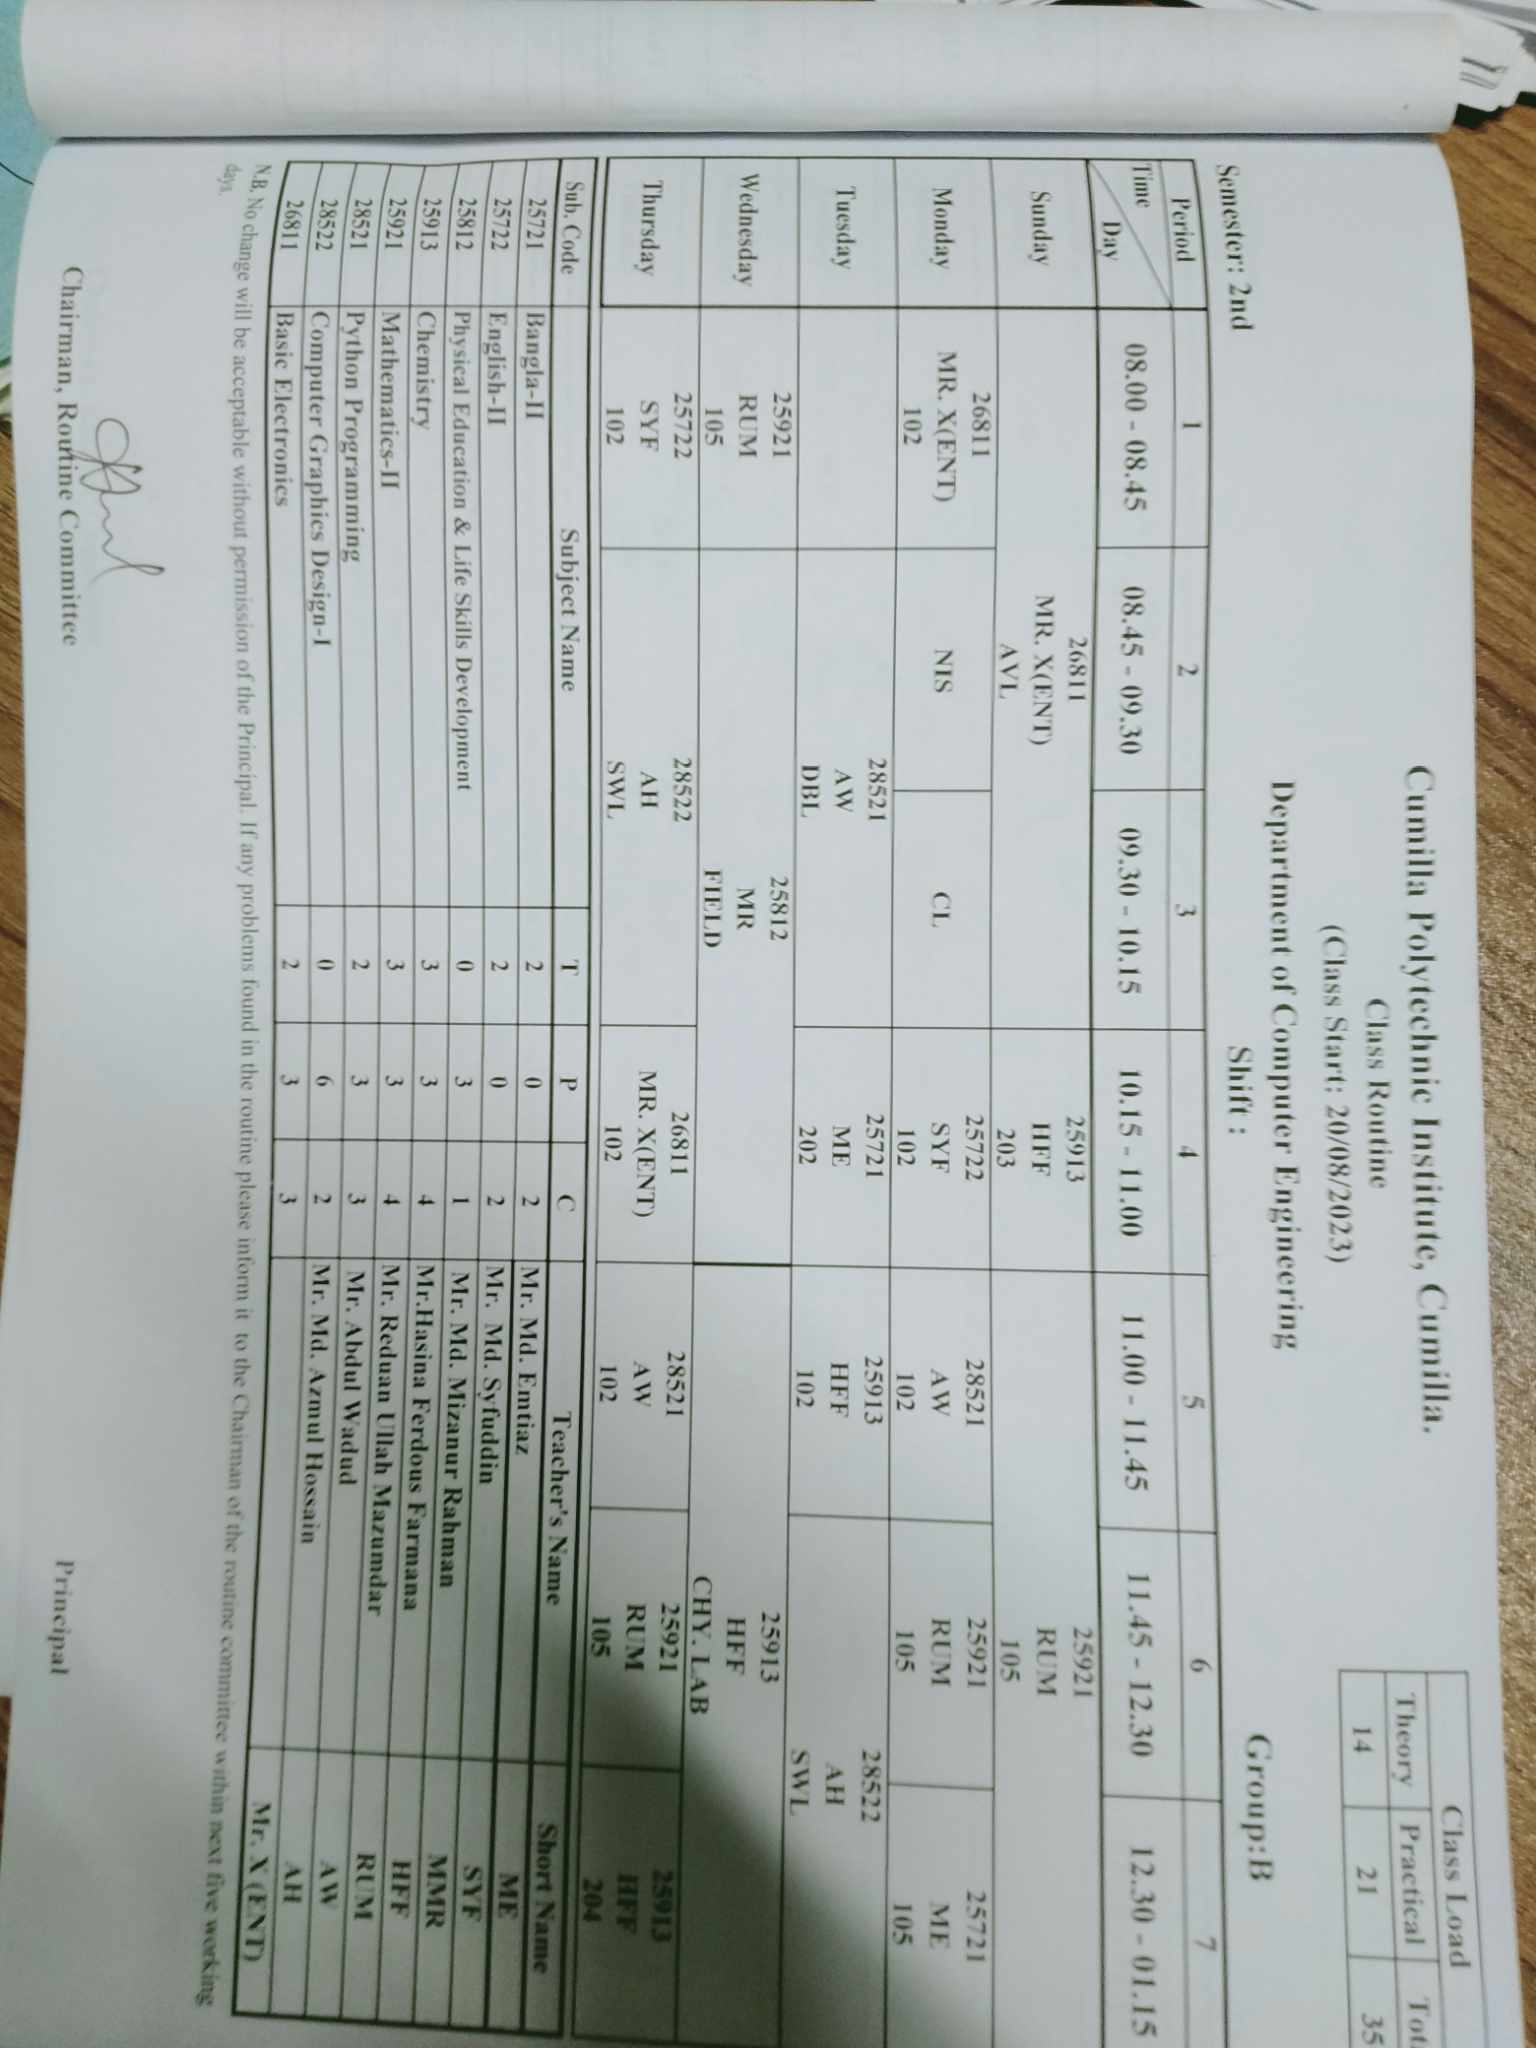 Cumilla Polytechnic Institute, Cumilla.
Class Routine
(Class Start: 20/08/2023)
Department of Computer Engineering
Class Load
Theory Practical
14 21 35
Semester: 2nd Shift : Group:B
Period 1 2 3 4 5 6 7
Time Day 08.00 - 08.45 08.45 - 09.30 09.30 - 10.15 10.15 - 11.00 11.00 - 11.45 11.45 - 12.30 12.30 - 01.15
26811 25913 25921
Sunday MR. X(ENT) HFF RUM
AVL 203 105
26811 25722 28521 25921 25721
Monday MR. X(ENT) NIS CL SYF AW RUM ME
102 102 102 105 105
28521 25721 25913 28522
Tuesday AW ME HFF AH
DBL 202 102 SWL
25921 25812 25913
Wednesday RUM MR HFF
105 FIELD CHY. LAB
25722 28522 26811 28521 25921 25913
Thursday SYF AH MR. X(ENT) AW RUM HFF
102 SWL 102 102 105 204
Sub. Code Subject Name T P C Teacher's Name Short Name
25721 Bangla-II 2 0 2 Mr. Md. Emtiaz ME
25722 English-II 2 0 2 Mr. Md. Syfuddin SYF
25812 Physical Education & Life Skills Development 0 3 1 Mr. Md. Mizanur Rahman MMR
25913 Chemistry 3 3 4 Mr.Hasina Ferdous Farmana HFF
25921 Mathematics-II 3 3 4 Mr. Reduan Ullah Mazumdar RUM
28521 Python Programming 2 3 3 Mr. Abdul Wadud AW
28522 Computer Graphics Design-I 0 6 2 Mr. Md. Azmul Hossain AH
26811 Basic Electronics 2 3 3 Mr. X (ENT)
N.B. No change will be acceptable without permission of the Principal. If any problems found in the routine please inform it to the Chairman of the routine committee within next five working
days.
Chairman, Routine Committee Principal